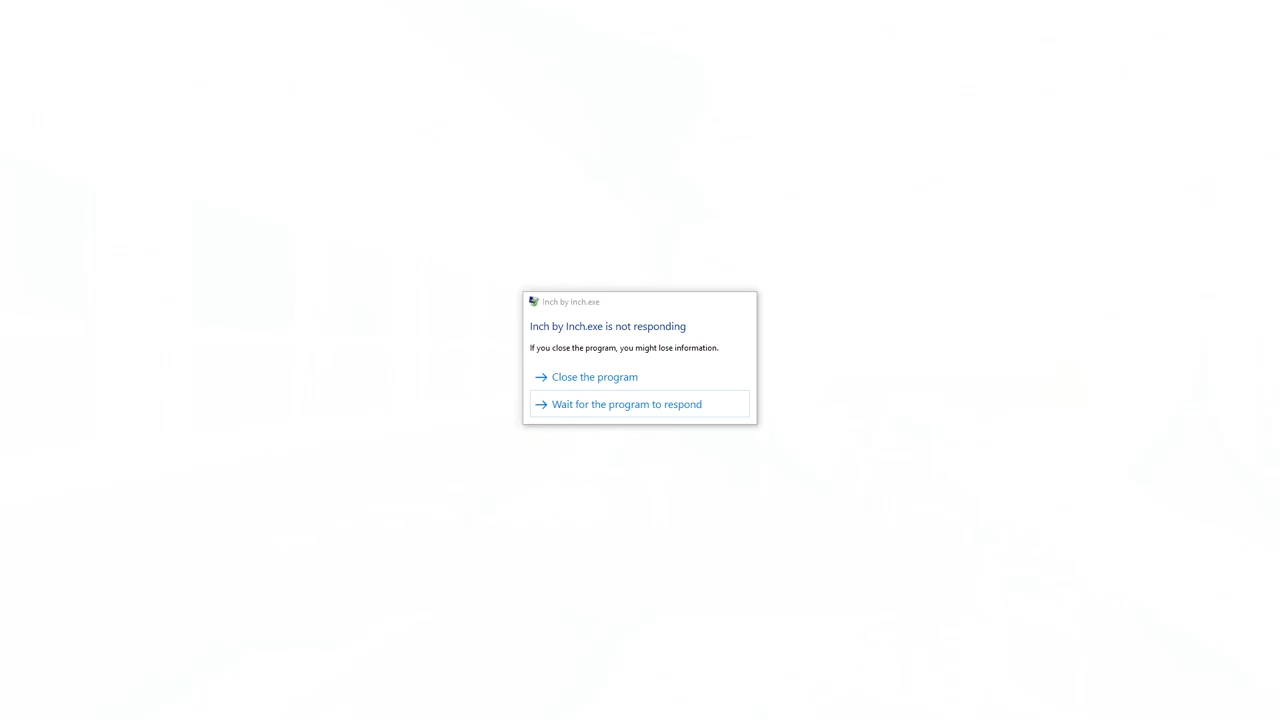 Inch by Inch.exe
Inch by Inch.exe is not responding
If you close the program, you might lose information.
Close the program
Wait for the program to respond